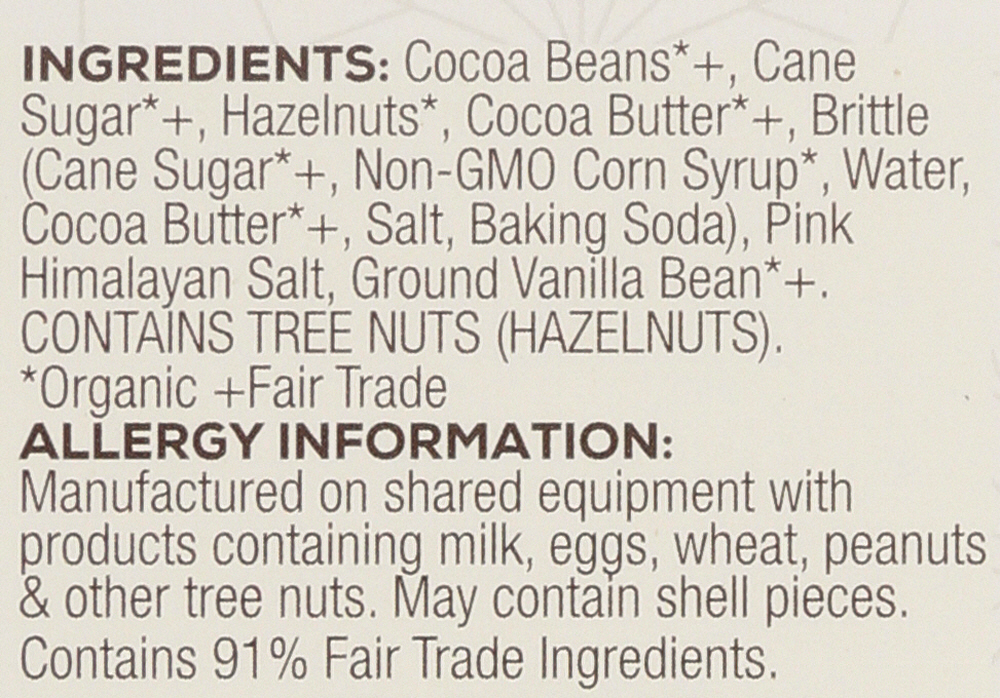 INGREDIENTS: Cocoa Beans*+, Cane
Sugar*+, Hazelnuts*, Cocoa Butter*+, Brittle
(Cane Sugar*+, Non-GMO Corn Syrup*, Water,
Cocoa Butter*+, Salt, Baking Soda), Pink
Himalayan Salt, Ground Vanilla Bean*+.
CONTAINS TREE NUTS (HAZELNUTS).
*Organic +Fair Trade
ALLERGY INFORMATION:
Manufactured on shared equipment with
products containing milk, eggs, wheat, peanuts
& other tree nuts. May contain shell pieces.
Contains 91% Fair Trade Ingredients.